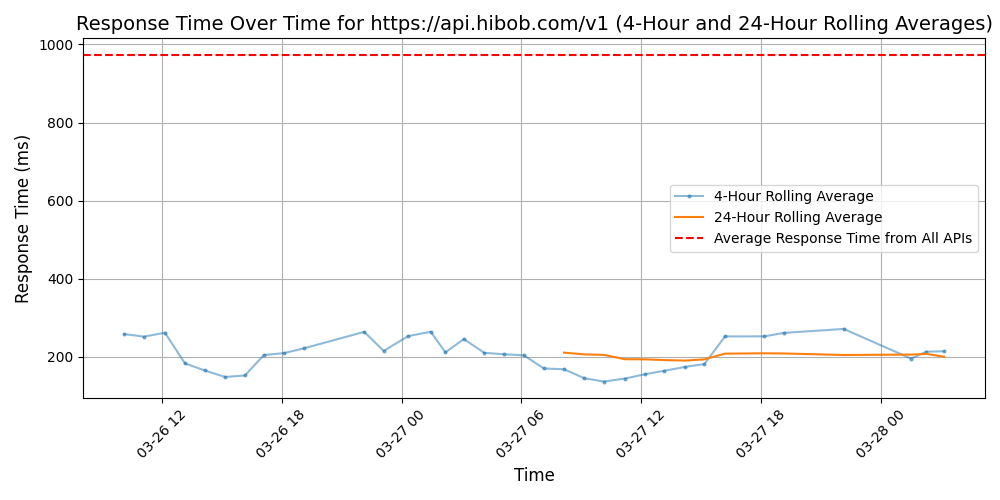 Response Time Over Time for https://api.hibob.com/v1 (4-Hour and 24-Hour Rolling Averages)
Response Time (ms)
1000
800
600
400
200
4-Hour Rolling Average
24-Hour Rolling Average
Average Response Time from All APIs
03-26 12
03-26 18
03-27 00
03-27 06
03-27 12
03-27 18
03-28 00
Time